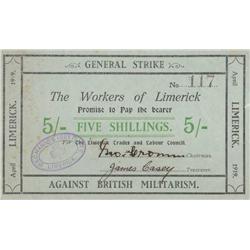 GENERAL STRIKE
No 117
The Workers of Limerick
Promise to Pay the bearer
5/- FIVE SHILLINGS. 5/-
For The Limerick Trades and Labour Council.
Chairman.
James Casey Treasurer.
AGAINST BRITISH MILITARISM.
April LIMERICK. 1919.
April LIMERICK. 1919.
LIMERICK